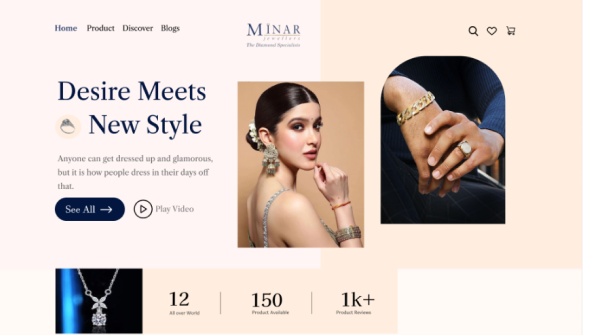 Home Product Discover Blogs
MINAR
jewellers
The Diamond Specialists
Desire Meets
New Style
Anyone can get dressed up and glamorous,
but it is how people dress in their days off
that.
See All
Play Video
12
All over World
150
Product Available
1k+
Product Reviews